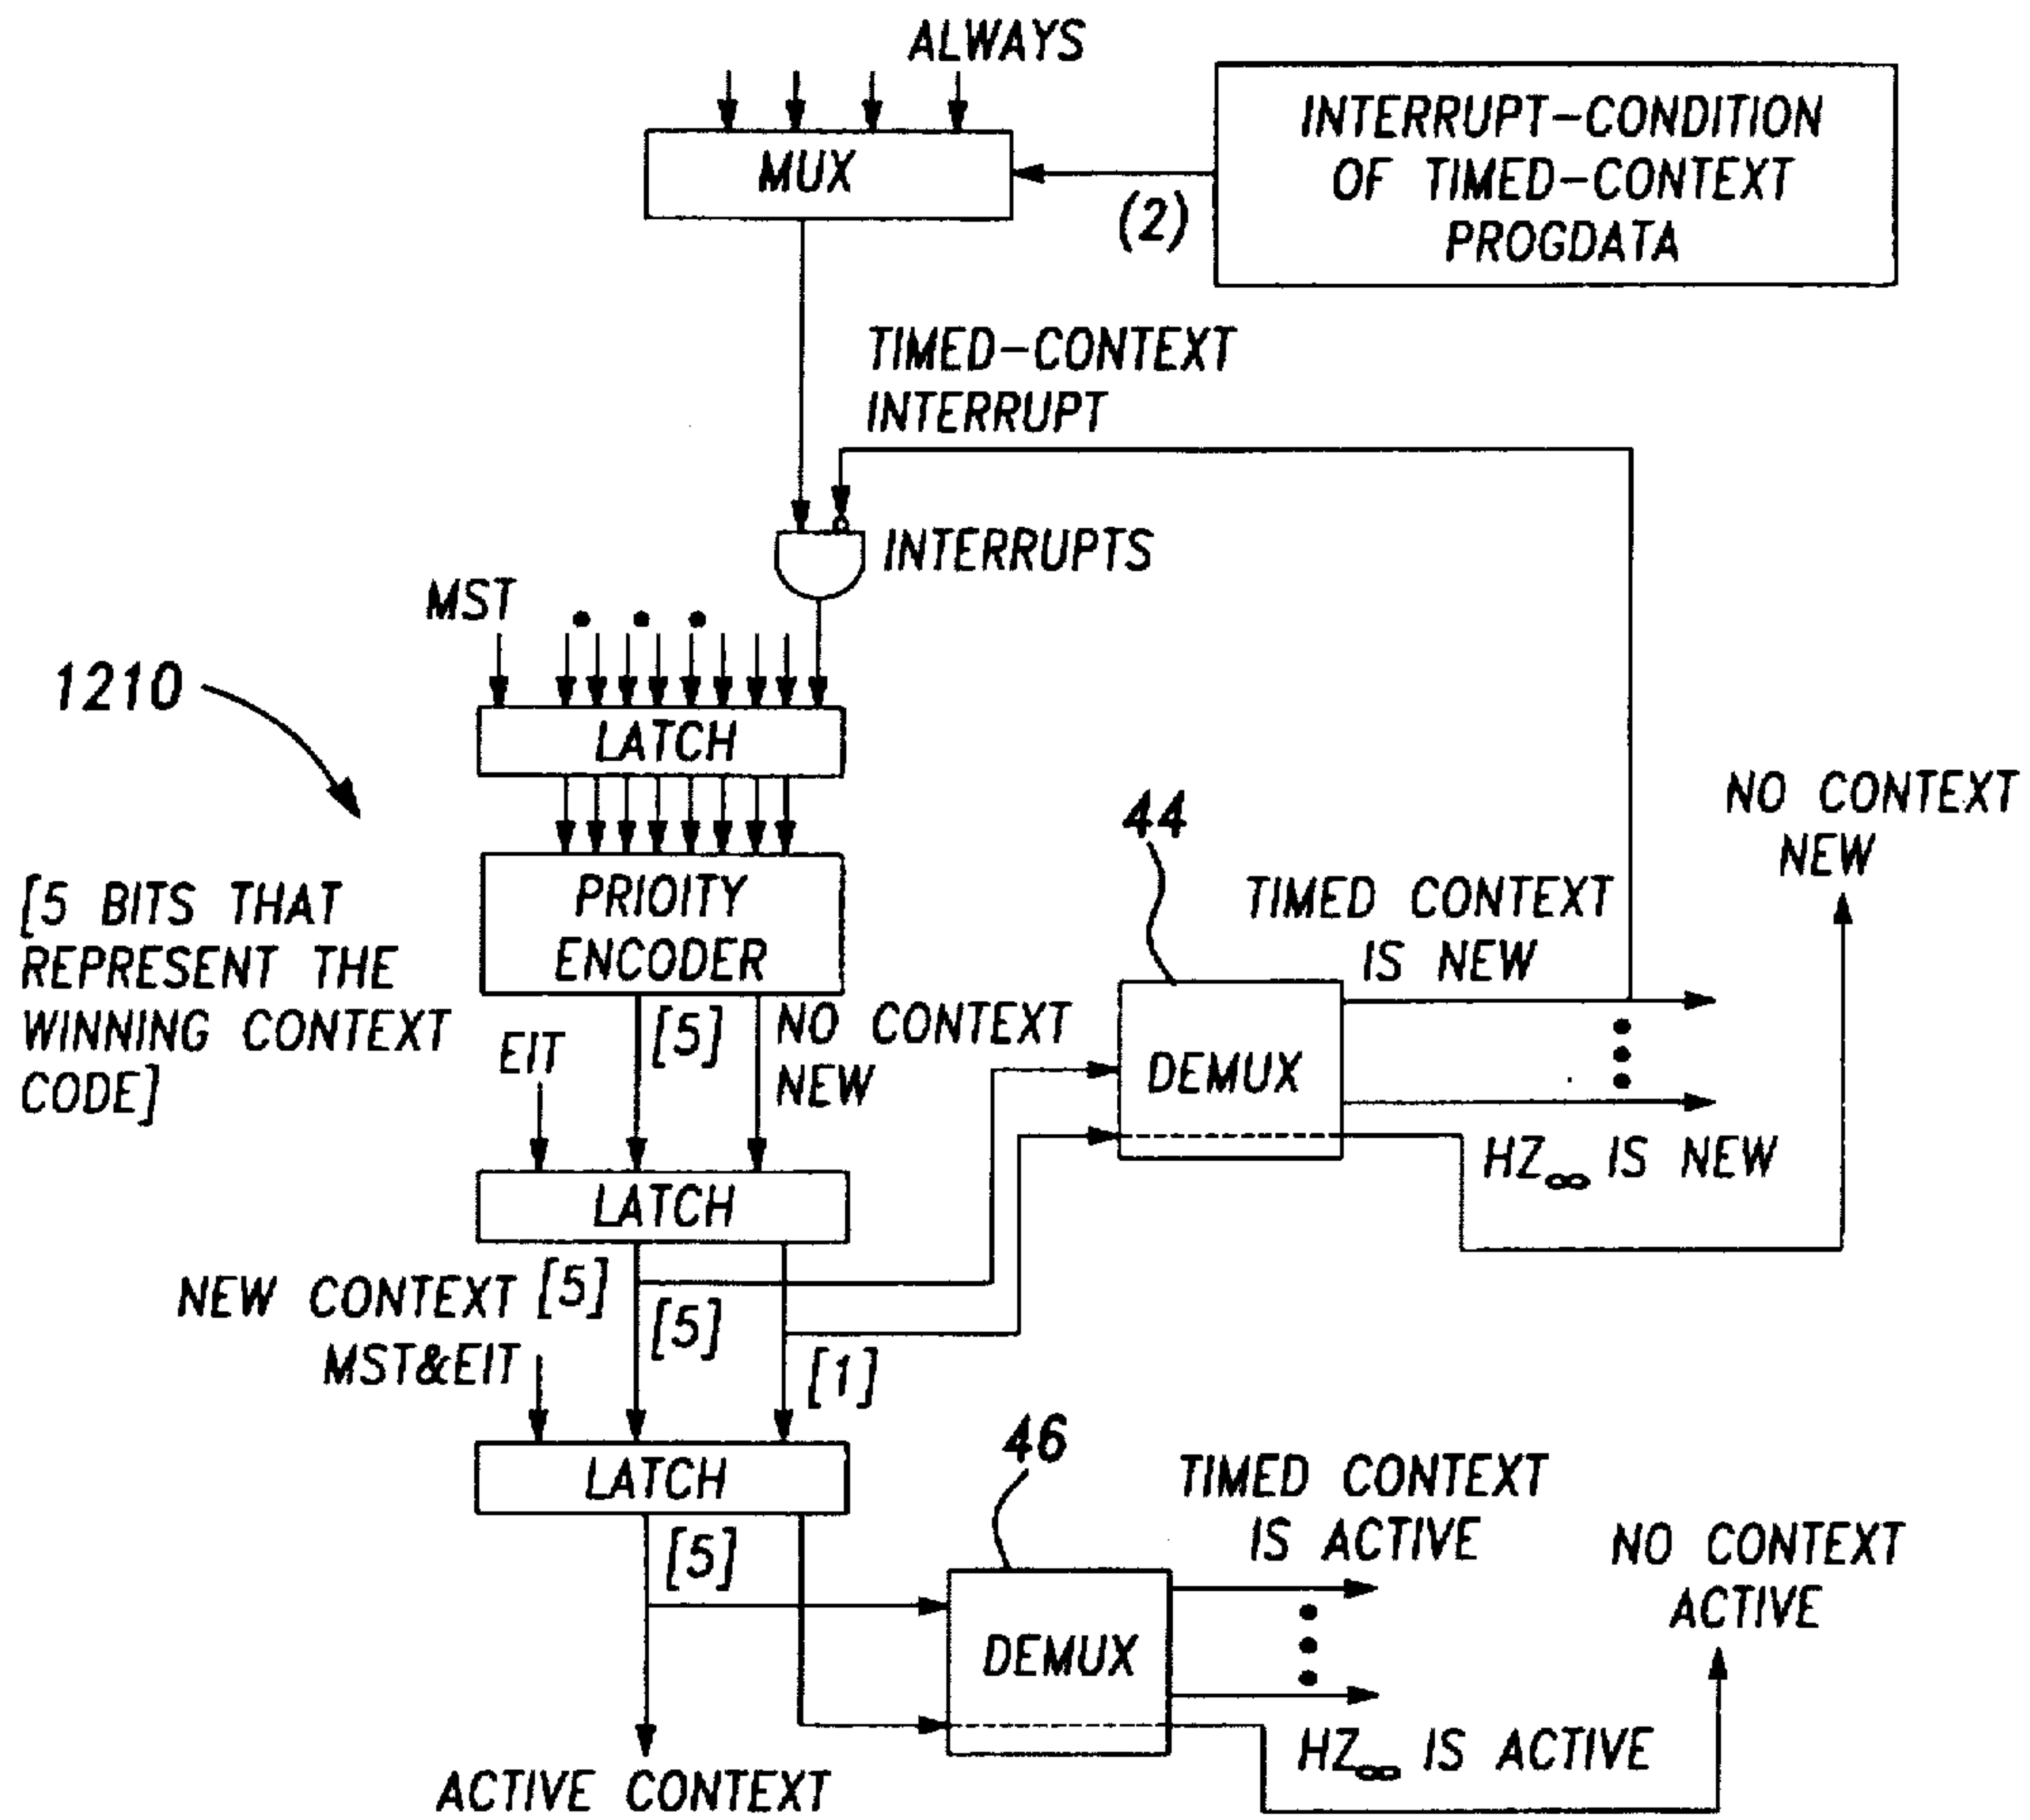 ALWAYS
MUX
(2)
INTERRUPT-CONDITION
OF TIMED-CONTEXT
PROGDATA
TIMED-CONTEXT
INTERRUPT
INTERRUPTS
MST
1210
LATCH
[5 BITS THAT
REPRESENT THE
WINNING CONTEXT
CODE]
PRIOITY
ENCODER
EIT
[5]
NO CONTEXT
NEW
LATCH
44
DEMUX
TIMED CONTEXT
IS NEW
HZ∞ IS NEW
NO CONTEXT
NEW
NEW CONTEXT [5]
[5]
MST&EIT
[1]
LATCH
[5]
46
DEMUX
TIMED CONTEXT
IS ACTIVE
HZ∞ IS ACTIVE
NO CONTEXT
ACTIVE
ACTIVE CONTEXT